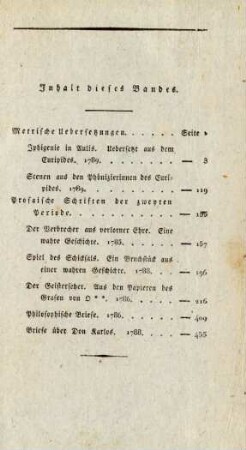 Inhalt dieses Bandes.
Metrische Uebersetzungen. . . . . . Seite
Iphigenie in Aulis. Uebersetzt aus dem
Euripides. 1789. . . . . . . . — 3
Szenen aus den Phönizierinnen des Euri-
pides. 1789. . . . . . . . . — 119
Prosaische Schriften der zweyten
Periode. . . . . . . . . . —
Der Verbrecher aus verlorner Ehre. Eine
wahre Geschichte. 1785. . . . . . — 157
Spiel des Schicksals. Ein Bruchstück aus
einer wahren Geschichte. 1788. . . . — 196
Der Geisterseher. Aus den Papieren des
Grafen von O**. 1786. . . . . . — 216
Philosophische Briefe. 1786. . . . . . — 409
Briefe über Don Karlos. 1788. . . . . — 455